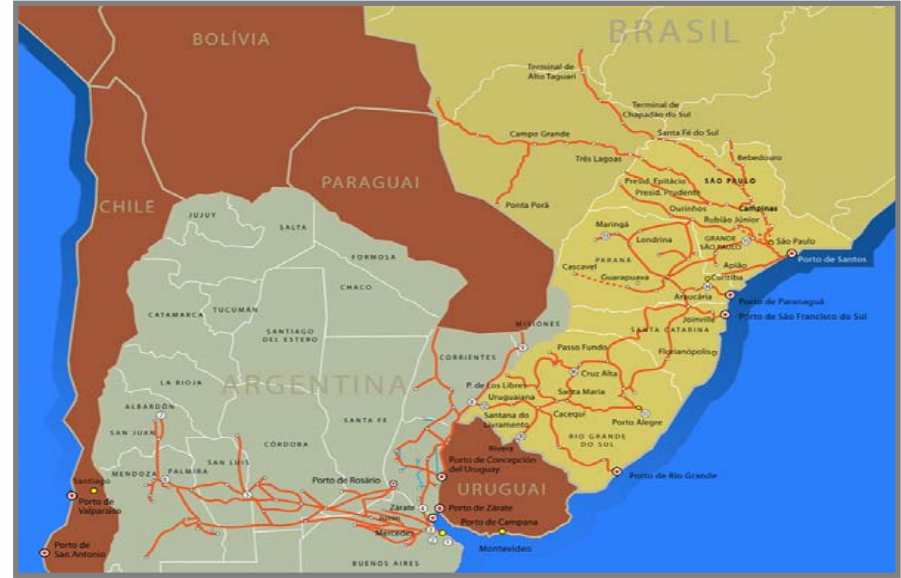 BOLÍVIA
BRASIL
Terminal de
Alto Taquari
Terminal de
Chapadão do Sul
Campo Grande
Santa Fé do Sul
Três Lagoas
Bebedouro
PARAGUAI
Presid. Epitácio
SÃO PAULO
Presid. Prudente
CHILE
Ponta Porã
Ourinhos
Campinas
JUJUY
Maringá
Rubião Júnior
SALTA
Londrina
GRANDE
SÃO PAULO
São Paulo
FORMOSA
PARANÁ
Porto de Santos
Cascavel
Apião
Guarapuava
Curitiba
CHACO
Araucária
Porto de Paranaguá
CATAMARCA
TUCUMÁN
Joinville
Porto de São Francisco do Sul
MISIONES
SANTIAGO
DEL ESTERO
SANTA CATARINA
CORRIENTES
Passo Fundo
Florianópolis
LA RIOJA
ARGENTINA
Cruz Alta
P. de Los Libres
Uruguaiana
Santa Maria
ALBARDÓN
SANTA FE
Santana do
Livramento
Cacequi
Porto Alegre
SAN JUAN
CÓRDOBA
RIO GRANDE
DO SUL
Rivera
MENDOZA
PALMÍRA
SAN LUIS
Porto de Concepción
del Uruguay
Porto de Rio Grande
Santiago
Porto de Rosário
URUGUAI
Porto de
Valparaíso
Zárate
Porto de Zárate
Junín
Porto de Campana
Mercedes
Porto de
San Antonio
Montevideo
BUENOS AIRES